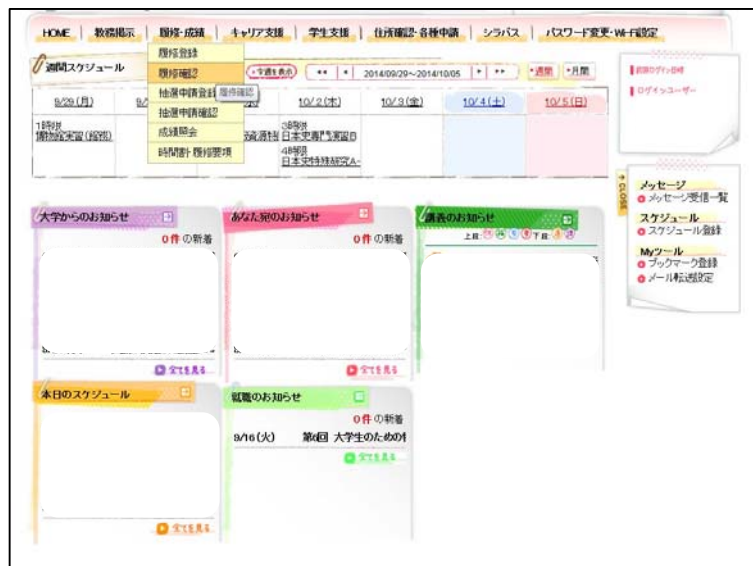 HOME 教務掲示 履修・成績 キャリア支援 学生支援 住所確認・各種申請 シラバス パスワード変更・Wi-Fi設定
履修登録
履修確認
抽選申請登録 履修確認
抽選申請確認
成績照会
時間割・履修要項
週間スケジュール
今週を表示 2014/09/29～2014/10/05 週間 月間
9/29(月) 10/2(木) 10/3(金) 10/4(土) 10/5(日)
1時限
博物館実習(館務)
3時限
日本史専門演習B
4時限
日本史特殊研究A-
前回ログイン日時
ログインユーザー
CLOSE
メッセージ
メッセージ受信一覧
スケジュール
スケジュール登録
Myツール
ブックマーク登録
メール転送設定
大学からのお知らせ
0件 の新着
全てを見る
あなた宛のお知らせ
0件 の新着
全てを見る
講義のお知らせ
上段: 下段:
本日のスケジュール
全てを見る
就職のお知らせ
0件 の新着
9/16(火) 第6回 大学生のための
全てを見る